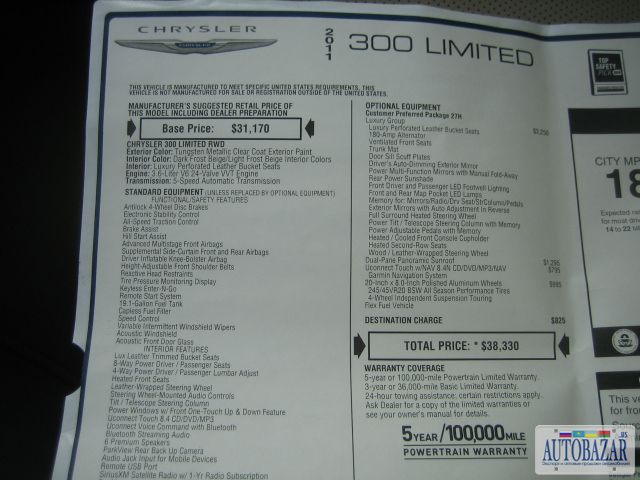 CHRYSLER
2011
300 LIMITED
THIS VEHICLE IS MANUFACTURED TO MEET SPECIFIC UNITED STATES REQUIREMENTS. THIS
VEHICLE IS NOT MANUFACTURED FOR SALE OR REGISTRATION OUTSIDE OF THE UNITED STATES.
MANUFACTURER'S SUGGESTED RETAIL PRICE OF
THIS MODEL INCLUDING DEALER PREPARATION
Base Price: $31,170
CHRYSLER 300 LIMITED RWD
Exterior Color: Tungsten Metallic Clear Coat Exterior Paint
Interior Color: Dark Frost Beige/Light Frost Beige Interior Colors
Interior: Luxury Perforated Leather Bucket Seats
Engine: 3.6-Liter V6 24-Valve VVT Engine
Transmission: 5-Speed Automatic Transmission
STANDARD EQUIPMENT (UNLESS REPLACED BY OPTIONAL EQUIPMENT)
FUNCTIONAL/SAFETY FEATURES
Antilock 4-Wheel Disc Brakes
Electronic Stability Control
All-Speed Traction Control
Brake Assist
Hill Start Assist
Advanced Multistage Front Airbags
Supplemental Side-Curtain Front and Rear Airbags
Driver Inflatable Knee-Bolster Airbag
Height-Adjustable Front Shoulder Belts
Reactive Head Restraints
Tire Pressure Monitoring Display
Keyless Enter-N-Go
Remote Start System
19.1-Gallon Fuel Tank
Capless Fuel Filler
Speed Control
Variable Intermittent Windshield Wipers
Acoustic Windshield
Acoustic Front Door Glass
INTERIOR FEATURES
Lux Leather Trimmed Bucket Seats
8-Way Power Driver / Passenger Seats
4-Way Power Driver / Passenger Lumbar Adjust
Heated Front Seats
Leather-Wrapped Steering Wheel
Steering Wheel-Mounted Audio Controls
Tilt / Telescope Steering Column
Power Windows w/ Front One-Touch Up & Down Feature
Uconnect Touch 8.4 CD/DVD/MP3
Uconnect Voice Command with Bluetooth
Bluetooth Streaming Audio
6 Premium Speakers
ParkView Rear Back Up Camera
Audio Jack Input for Mobile Devices
Remote USB Port
SiriusXM Satellite Radio w/ 1-Yr Radio Subscription
OPTIONAL EQUIPMENT
Customer Preferred Package 27H
Luxury Group $3,250
Luxury Perforated Leather Bucket Seats
180-Amp Alternator
Ventilated Front Seats
Trunk Mat
Door Sill Scuff Plates
Driver's Auto-Dimming Exterior Mirror
Power Multi-Function Mirrors with Manual Fold-Away
Rear Power Sunshade
Front Driver and Passenger LED Footwell Lighting
Front and Rear Map Pocket LED Lamps
Memory for: Mirrors/Radio/Drv Seat/StrColumn/Pedals
Exterior Mirrors with Auto Adjustment in Reverse
Full Surround Heated Steering Wheel
Power Tilt / Telescope Steering Column with Memory
Power Adjustable Pedals with Memory
Heated / Cooled Front Console Cupholder
Heated Second-Row Seats
Wood / Leather-Wrapped Steering Wheel
Dual-Pane Panoramic Sunroof $1,295
Uconnect Touch w/NAV 8.4N CD/DVD/MP3/NAV $795
Garmin Navigation System
20-Inch x 8.0-Inch Polished Aluminum Wheels $995
245/45VR20 BSW All Season Performance Tires
4-Wheel Independent Suspension Touring
Flex Fuel Vehicle
DESTINATION CHARGE $825
TOTAL PRICE: * $38,330
WARRANTY COVERAGE
5-year or 100,000-mile Powertrain Limited Warranty.
3-year or 36,000-mile Basic Limited Warranty.
24-hour towing assistance; certain restrictions apply.
Ask Dealer for a copy of the limited warranties or
see your owner's manual for details.
5YEAR/100,000MILE
POWERTRAIN WARRANTY
TOP
SAFETY
PICK
CITY MP
18
Expected ran
for most driv
14 to 22
This ve
from
AUTOBAZAR.US